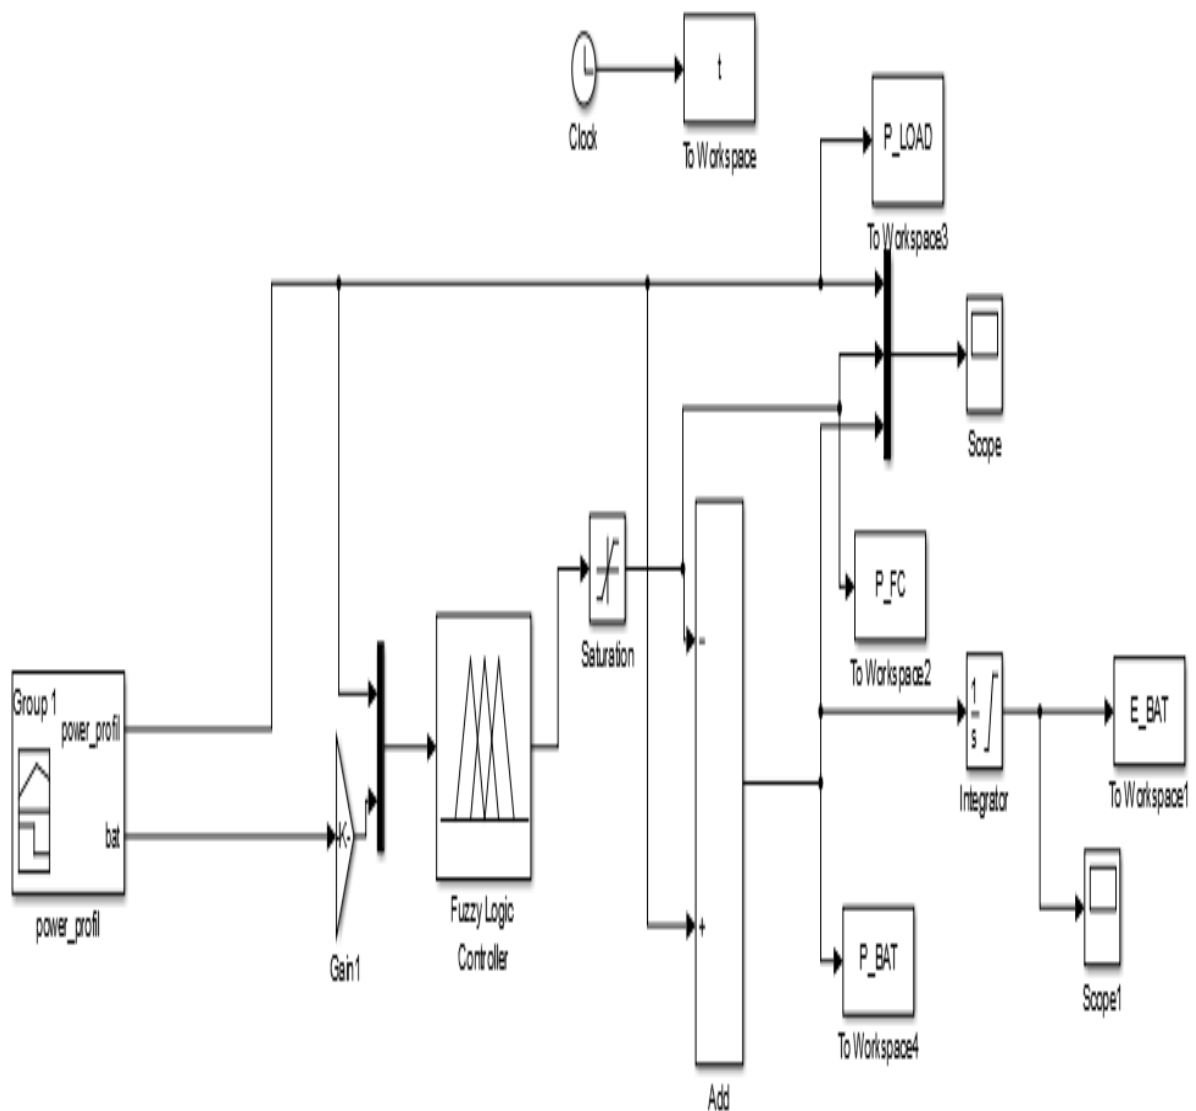 t
Clock
To Workspace
P_LOAD
To Workspace3
Scope
Saturation
P_FC
To Workspace2
-
Group 1
power_profil
bat
power_profil
-K-
Gain1
Fuzzy Logic
Controller
+
Add
1
s
Integrator
E_BAT
To Workspace1
Scope1
P_BAT
To Workspace4